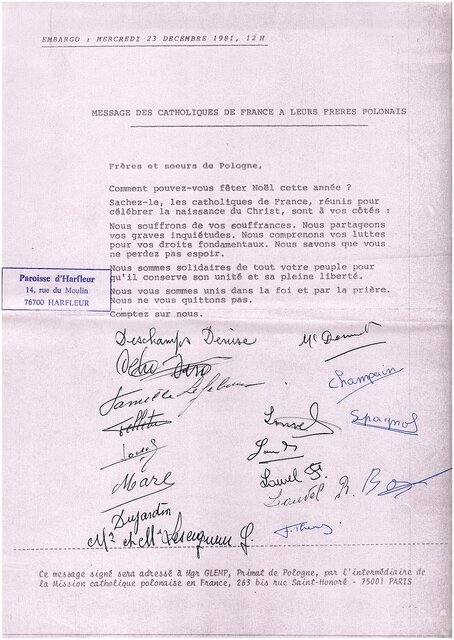 EMBARGO : MERCREDI 23 DECEMBRE 1981, 12 H
MESSAGE DES CATHOLIQUES DE FRANCE A LEURS FRERES POLONAIS
Frères et soeurs de Pologne,
Comment pouvez-vous fêter Noël cette année ?
Sachez-le, les catholiques de France, réunis pour
célébrer la naissance du Christ, sont à vos côtés :
Nous souffrons de vos souffrances. Nous partageons
vos graves inquiétudes. Nous comprenons vos luttes
pour vos droits fondamentaux. Nous savons que vous
ne perdez pas espoir.
Nous sommes solidaires de tout votre peuple pour
qu'il conserve son unité et sa pleine liberté.
Nous vous sommes unis dans la foi et par la prière.
Nous ne vous quittons pas.
Comptez sur nous.
Paroisse d'Harfleur
14, rue du Moulin
76700 HARFLEUR
Deschamps Denise
Famille Lefebvre
Champain
Louvel
Spagnol
Marc
Louvel
Dujardin
Ce message signé sera adressé à Mgr GLEMP, Primat de Pologne, par l'intermédiaire de
la Mission catholique polonaise en France, 263 bis rue Saint-Honoré - 75001 PARIS